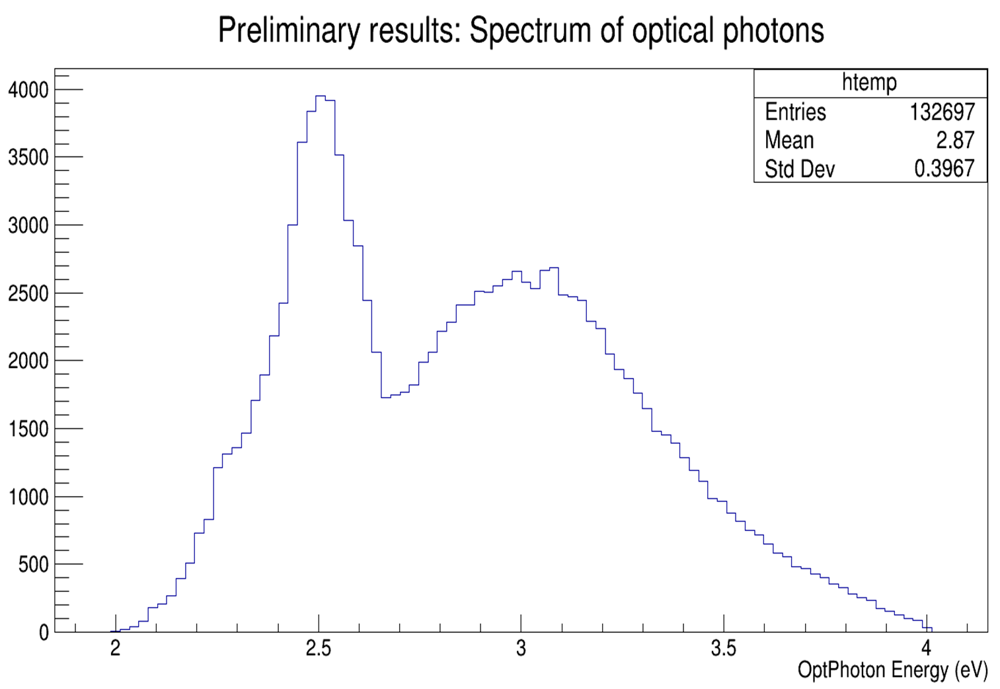 Preliminary results: Spectrum of optical photons
htemp
Entries 132697
Mean 2.87
Std Dev 0.3967
4000
3500
3000
2500
2000
1500
1000
500
0
2 2.5 3 3.5 4
OptPhoton Energy (eV)